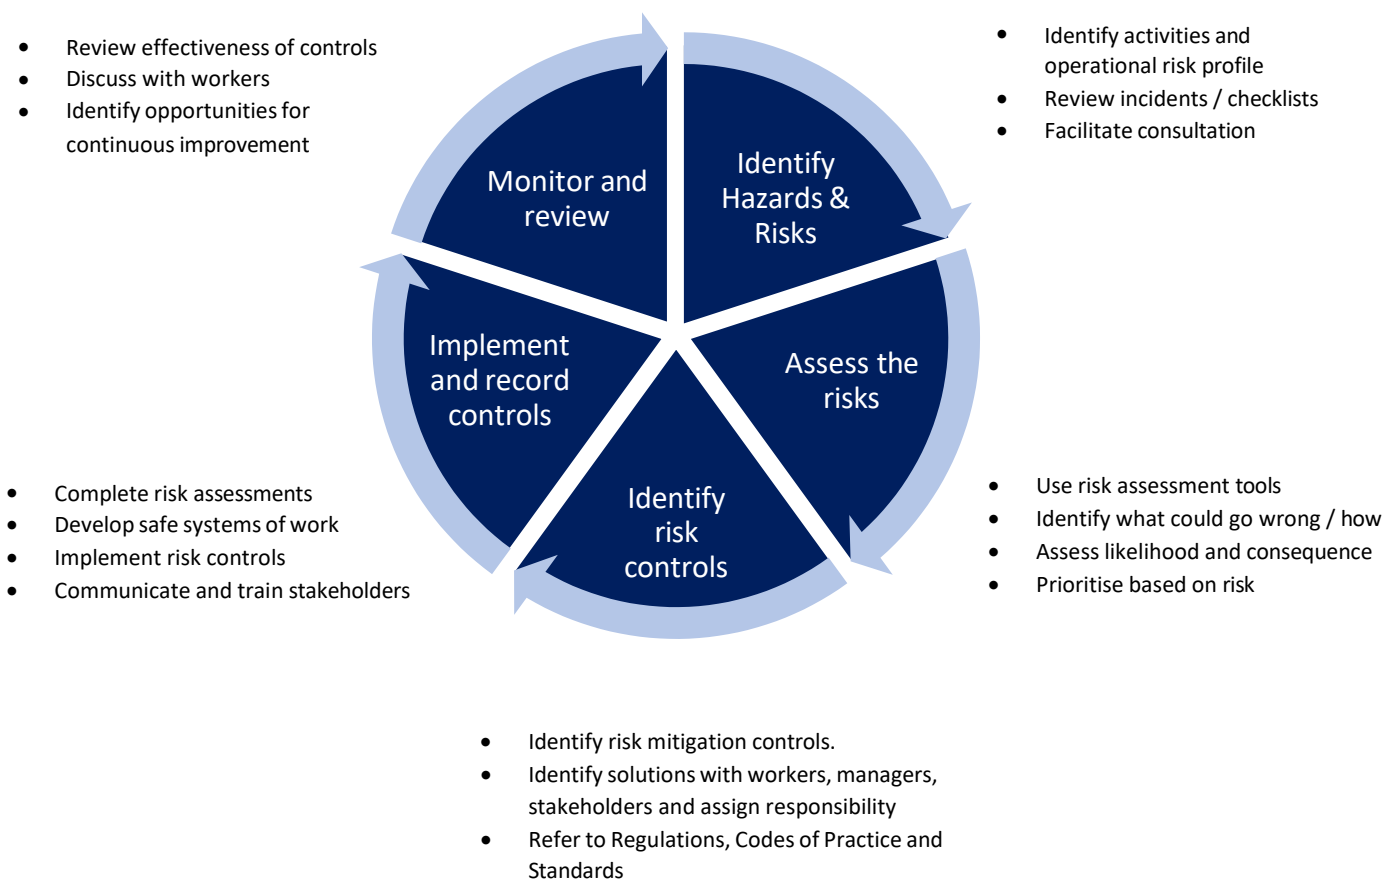 • Review effectiveness of controls
• Discuss with workers
• Identify opportunities for
continuous improvement
• Identify activities and
operational risk profile
• Review incidents / checklists
• Facilitate consultation
Monitor and
review
Identify
Hazards &
Risks
Implement
and record
controls
Assess the
risks
Identify
risk
controls
• Complete risk assessments
• Develop safe systems of work
• Implement risk controls
• Communicate and train stakeholders
• Use risk assessment tools
• Identify what could go wrong / how
• Assess likelihood and consequence
• Prioritise based on risk
• Identify risk mitigation controls.
• Identify solutions with workers, managers,
stakeholders and assign responsibility
• Refer to Regulations, Codes of Practice and
Standards